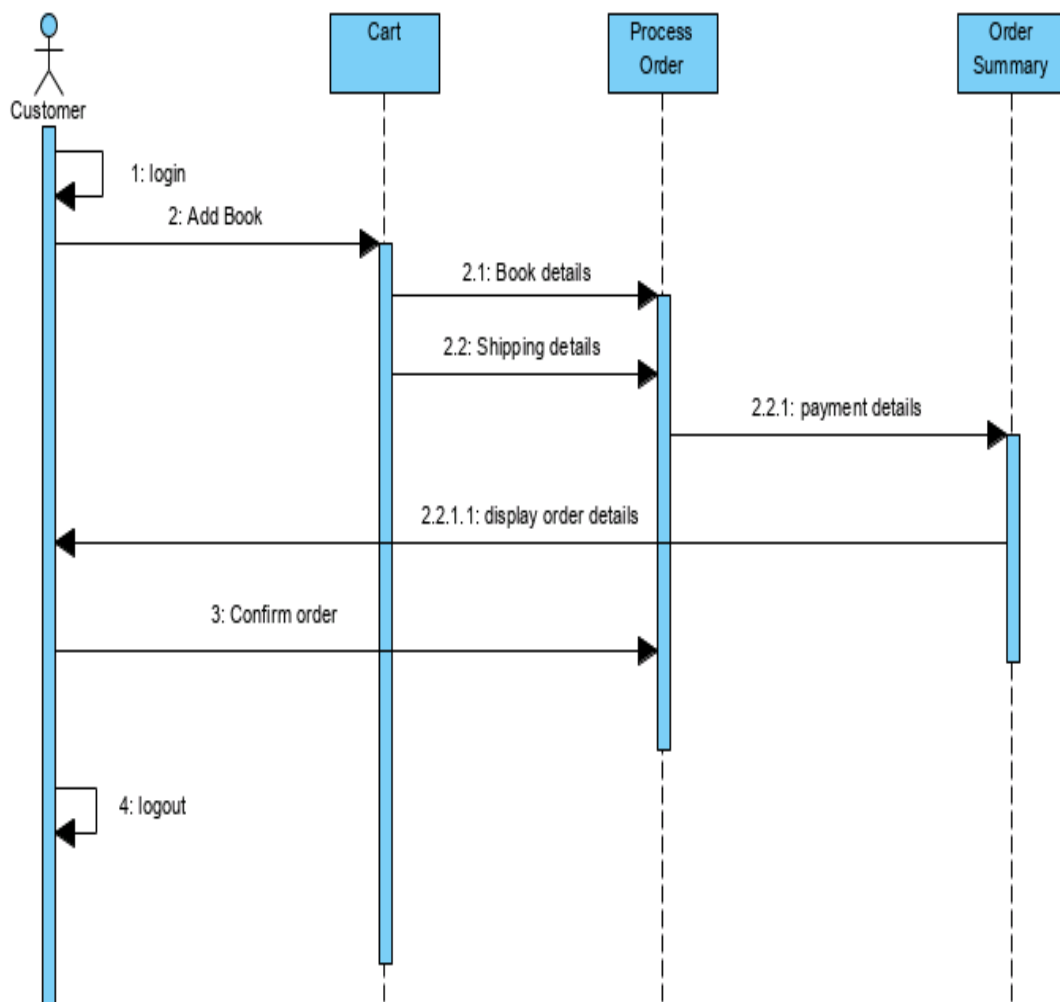 Cart
Process
Order
Order
Summary
Customer
1: login
2: Add Book
2.1: Book details
2.2: Shipping details
2.2.1: payment details
2.2.1.1: display order details
3: Confirm order
4: logout